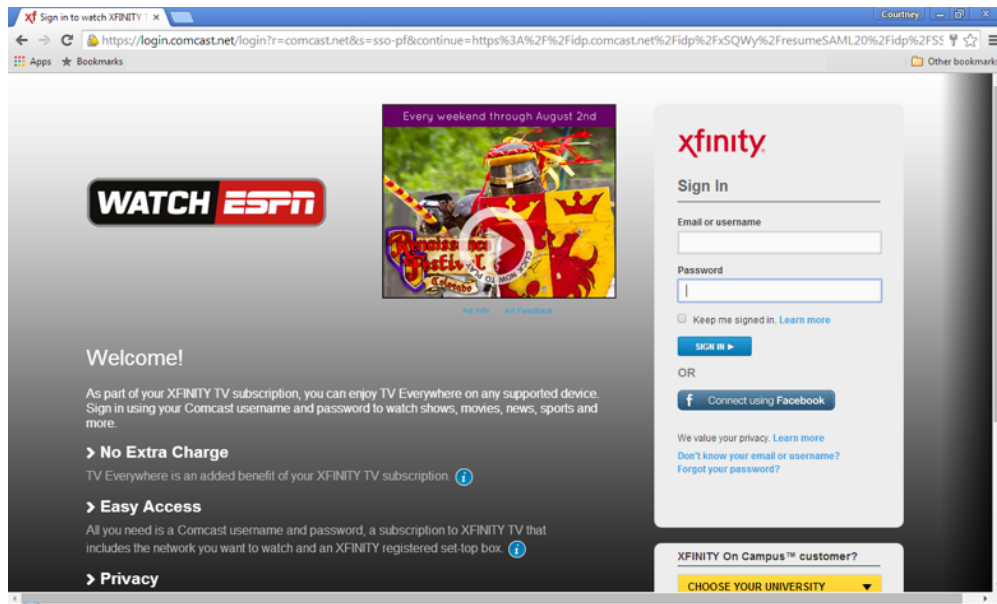 Sign in to watch XFINITY T
Courtney
https://login.comcast.net/login?r=comcast.net&s=sso-pf&continue=https%3A%2F%2Fidp.comcast.net%2Fidp%2FxSQWy%2FresumeSAML20%2Fidp%2FSS
Apps
Bookmarks
Other bookmarks
WATCH ESPN
Every weekend through August 2nd
Renaissance
Festival
Colorado
CLICK NOW TO PLAY
Ad Info Ad Feedback
Welcome!
As part of your XFINITY TV subscription, you can enjoy TV Everywhere on any supported device.
Sign in using your Comcast username and password to watch shows, movies, news, sports and
more.
No Extra Charge
TV Everywhere is an added benefit of your XFINITY TV subscription.
Easy Access
All you need is a Comcast username and password, a subscription to XFINITY TV that
includes the network you want to watch and an XFINITY registered set-top box.
Privacy
xfinity
Sign In
Email or username
Password
Keep me signed in. Learn more
SIGN IN
OR
Connect using Facebook
We value your privacy. Learn more
Don't know your email or username?
Forgot your password?
XFINITY On Campus™ customer?
CHOOSE YOUR UNIVERSITY